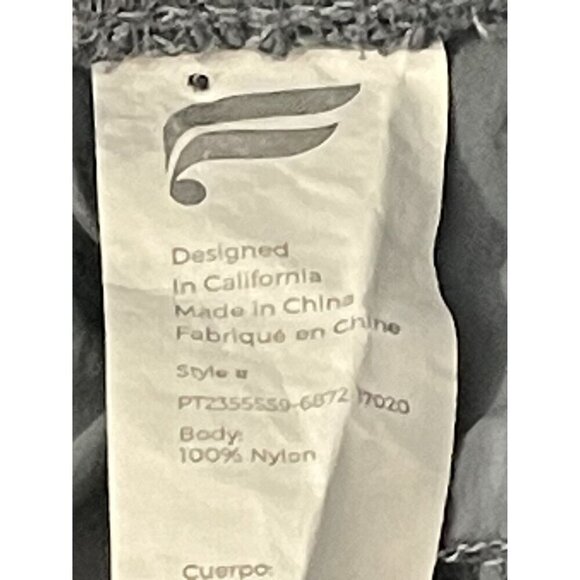 Designed
in California
Made in China
Fabriqué en Chine
Style #
PT2355559-6872-17020
Body:
100% Nylon
Cuerpo: